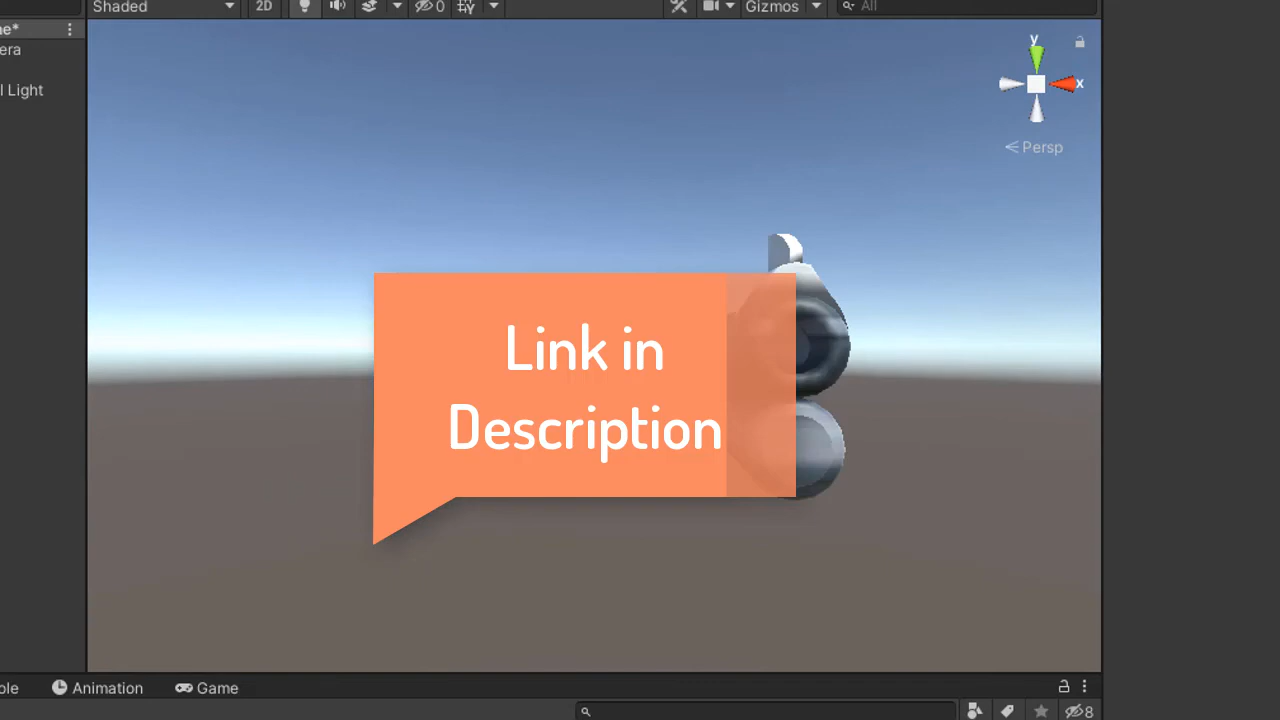 Shaded
2D
0
Gizmos
All
ne*
era
l Light
y
x
Persp
Link in
Description
ole
Animation
Game
8